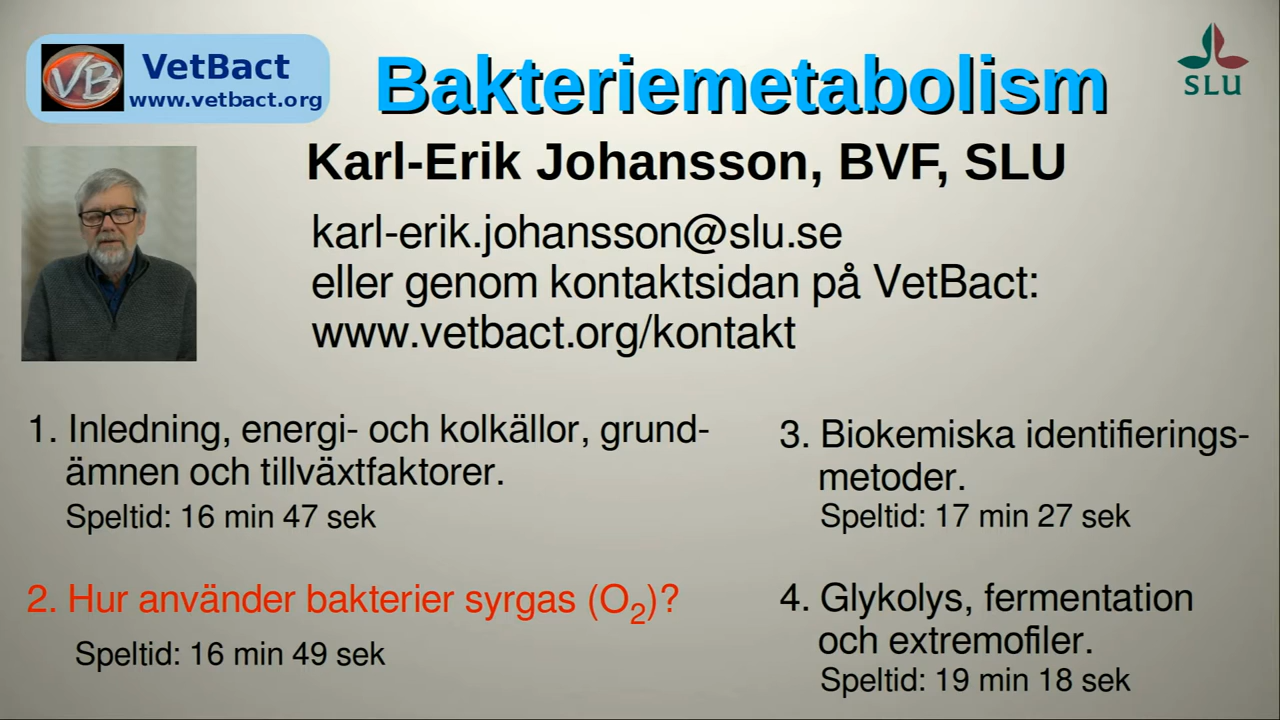 VB
VetBact
www.vetbact.org
Bakteriemetabolism
SLU
Karl-Erik Johansson, BVF, SLU
karl-erik.johansson@slu.se
eller genom kontaktsidan på VetBact:
www.vetbact.org/kontakt
1. Inledning, energi- och kolkällor, grund-
ämnen och tillväxtfaktorer.
Speltid: 16 min 47 sek
2. Hur använder bakterier syrgas (O₂)?
Speltid: 16 min 49 sek
3. Biokemiska identifierings-
metoder.
Speltid: 17 min 27 sek
4. Glykolys, fermentation
och extremofiler.
Speltid: 19 min 18 sek